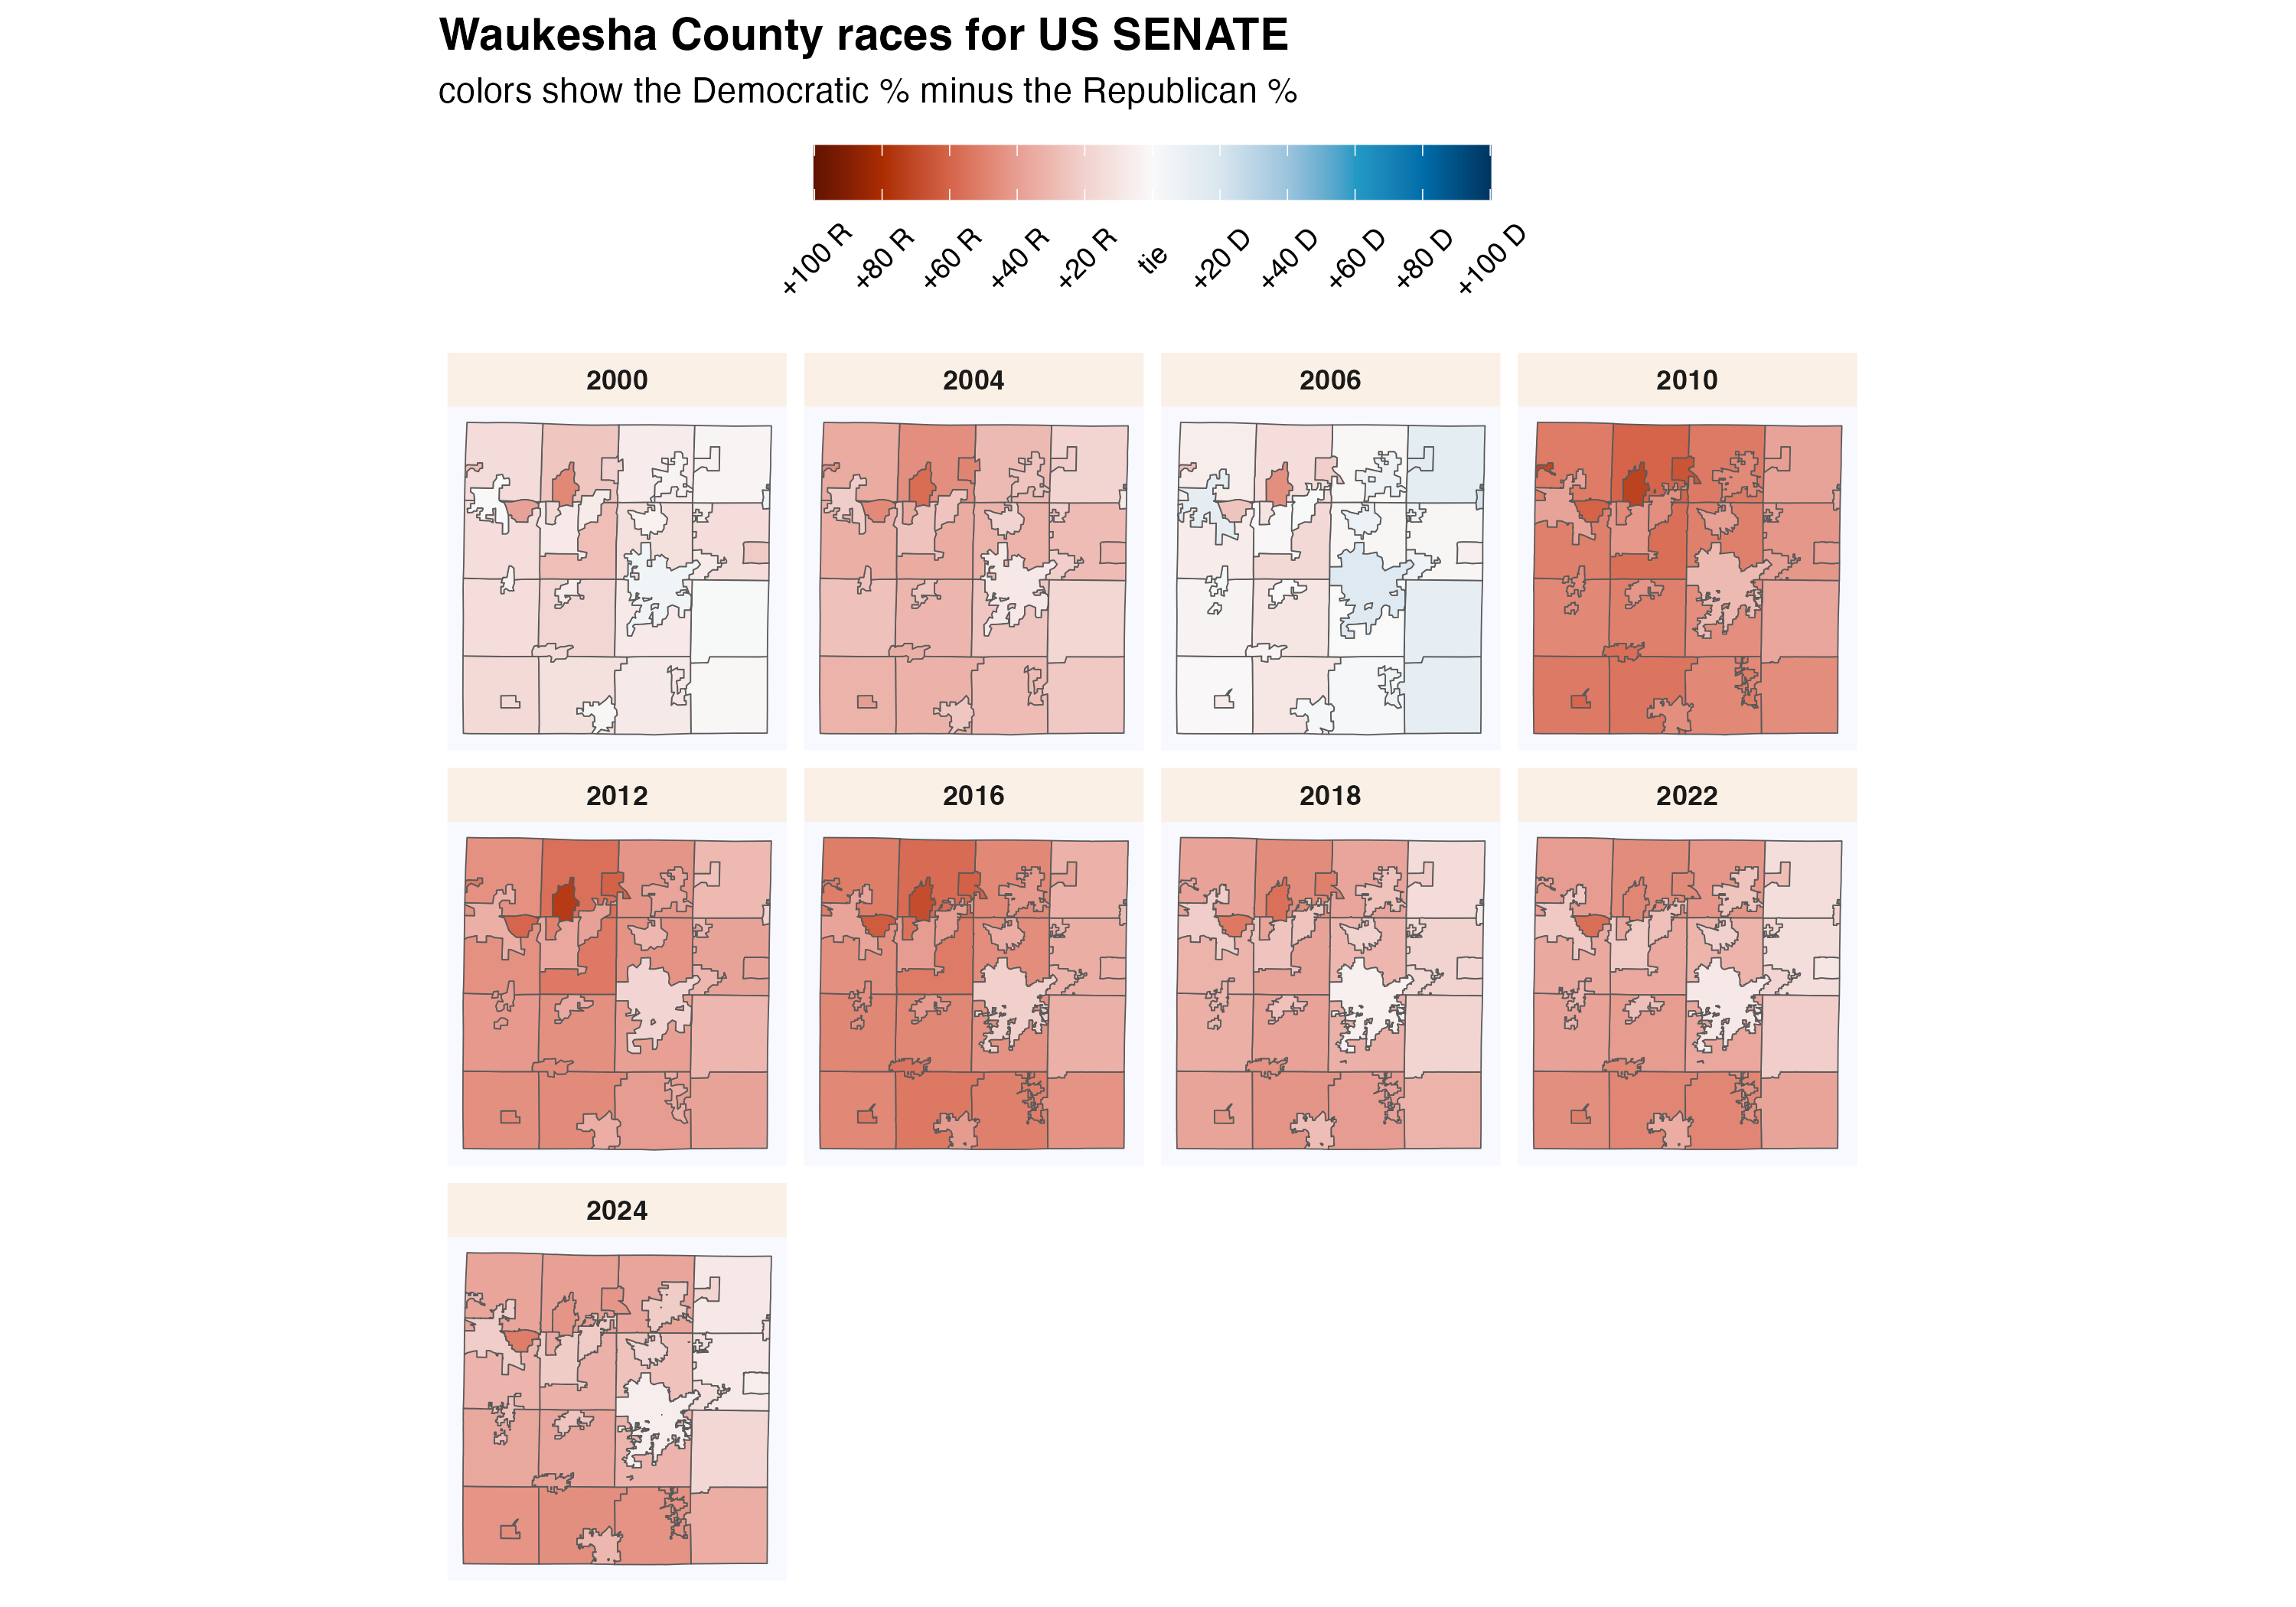 Waukesha County races for US SENATE
colors show the Democratic % minus the Republican %
+100 R
+80 R
+60 R
+40 R
+20 R
tie
+20 D
+40 D
+60 D
+80 D
+100 D
2000
2004
2006
2010
2012
2016
2018
2022
2024